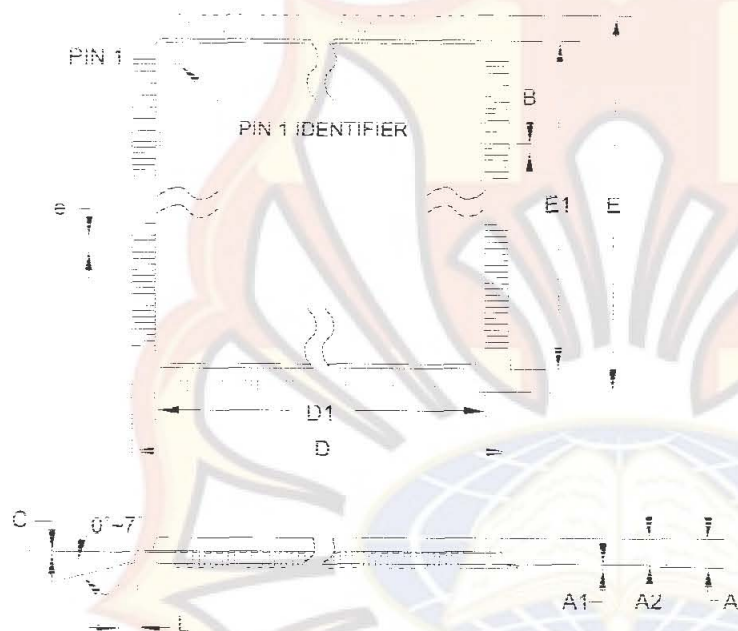 PIN 1
B
PIN 1 IDENTIFIER
e
E1
E
D1
D
C
0°~7°
A1
A2
A
L